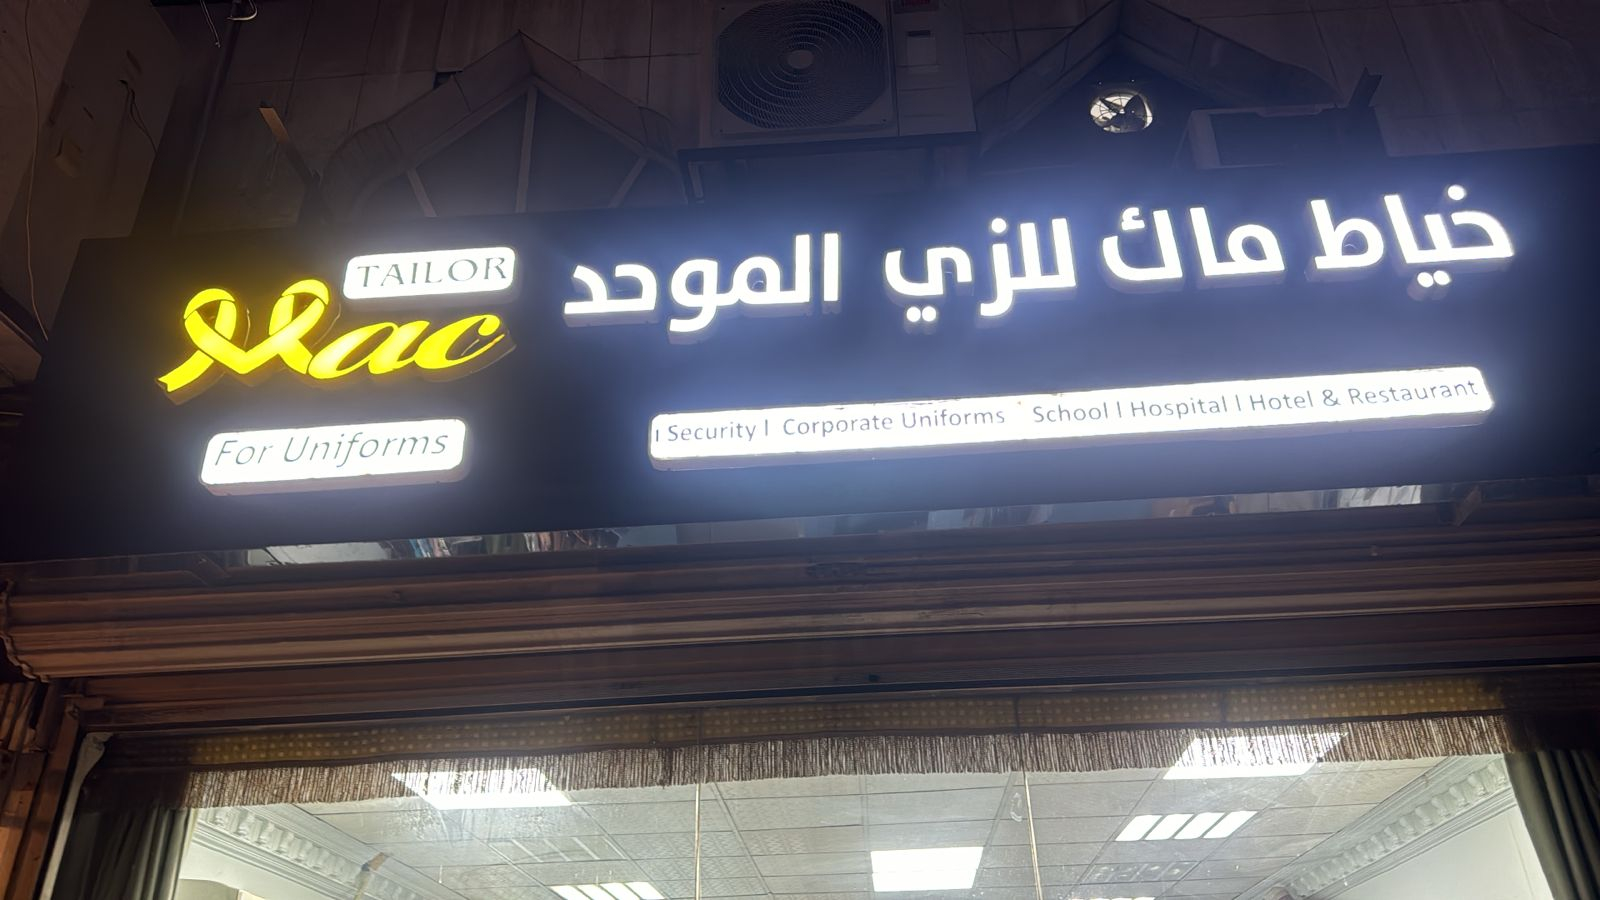 خياط ماك للزي الموحد
TAILOR
Mac
For Uniforms
| Security | Corporate Uniforms School | Hospital | Hotel & Restaurant